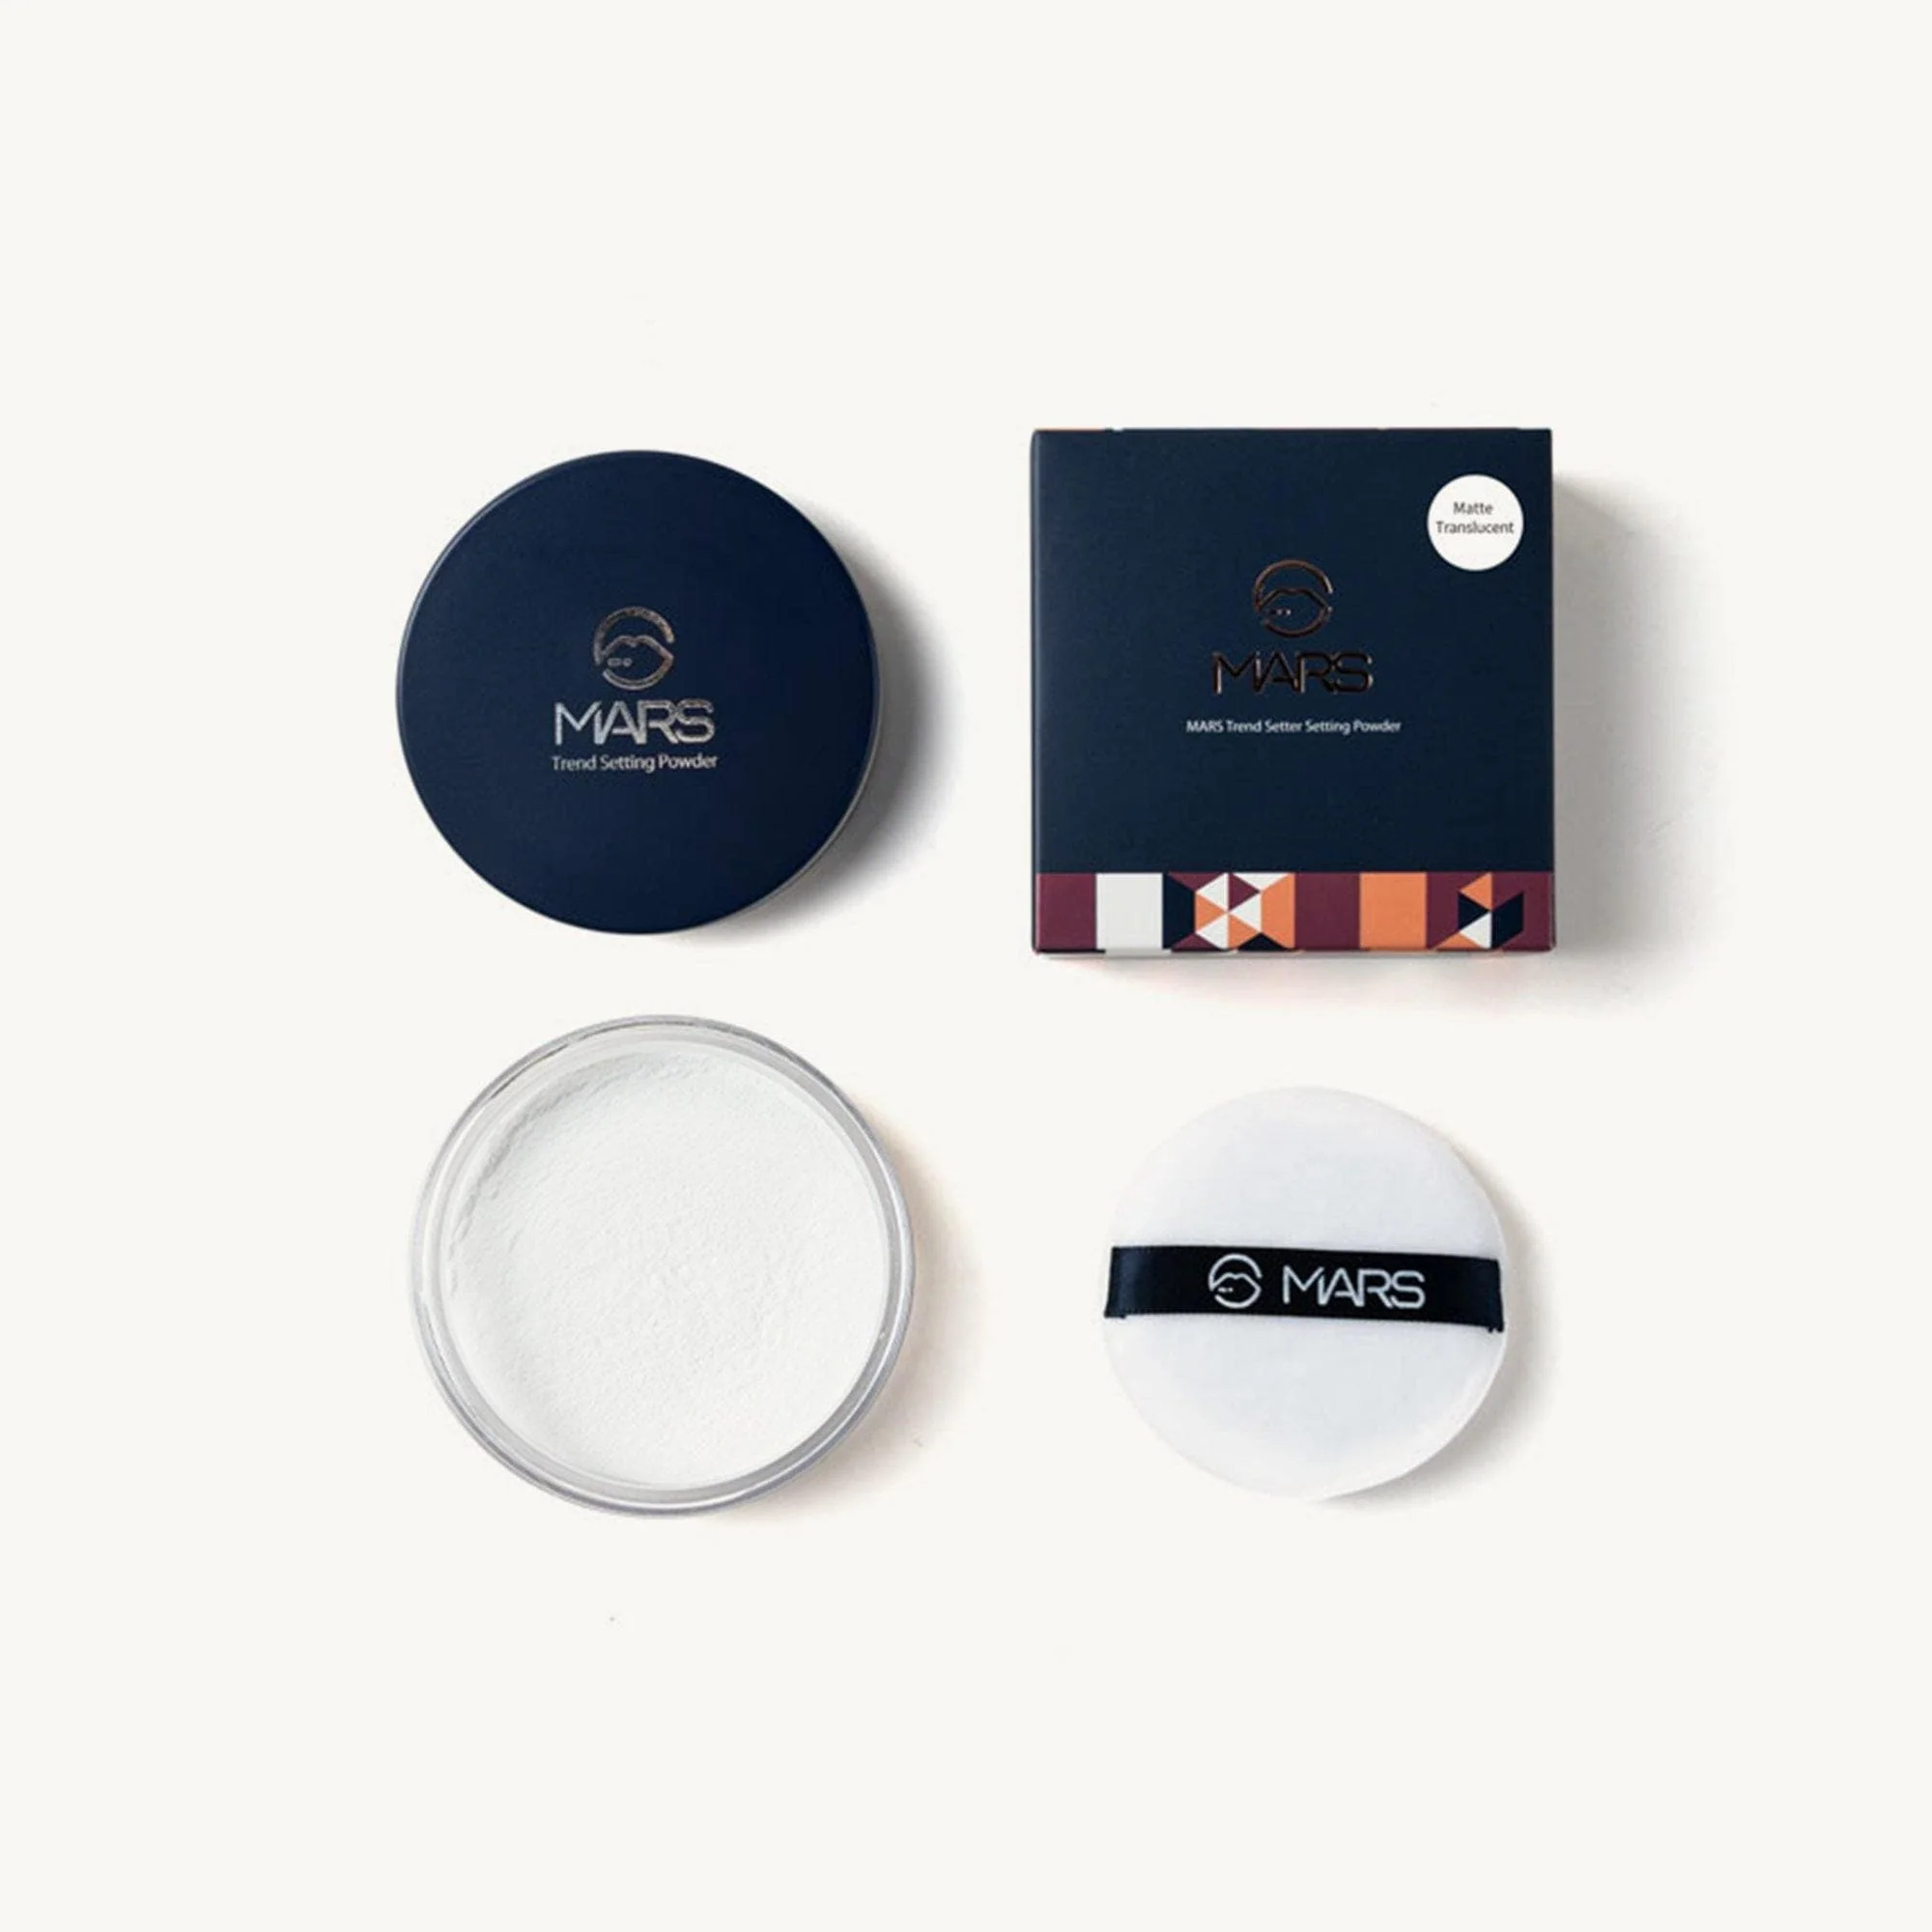 MARS
Trend Setting Powder
Matte
Translucent
MARS
MARS Trend Setter Setting Powder
MARS